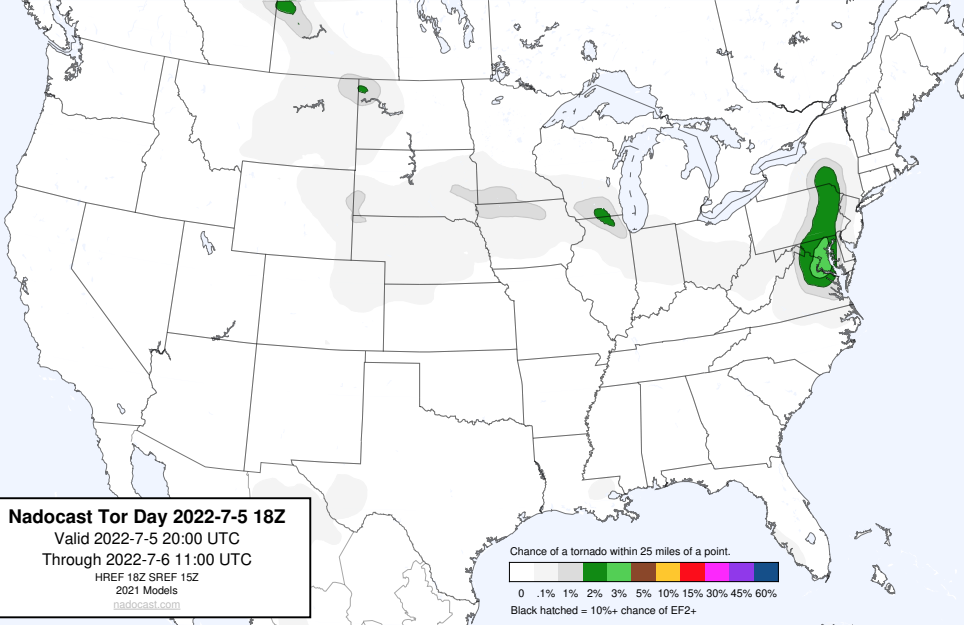 Nadocast Tor Day 2022-7-5 18Z
Valid 2022-7-5 20:00 UTC
Through 2022-7-6 11:00 UTC
HREF 18Z SREF 15Z
2021 Models
nadocast.com
Chance of a tornado within 25 miles of a point.
0 .1% 1% 2% 3% 5% 10% 15% 30% 45% 60%
Black hatched = 10%+ chance of EF2+